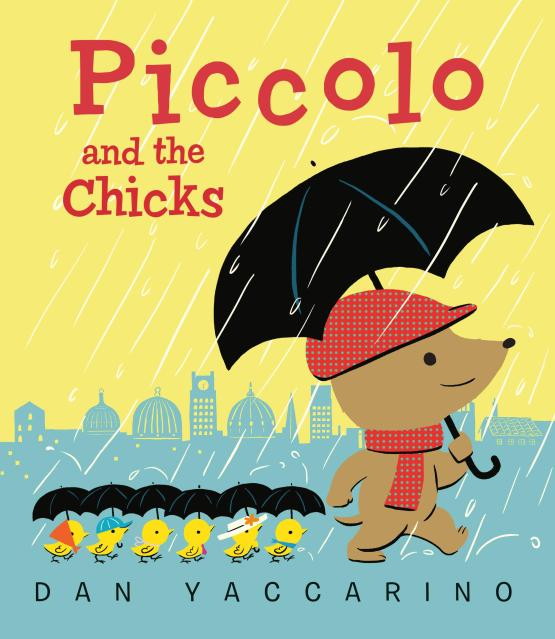 Piccolo
and the
Chicks
DAN YACCARINO